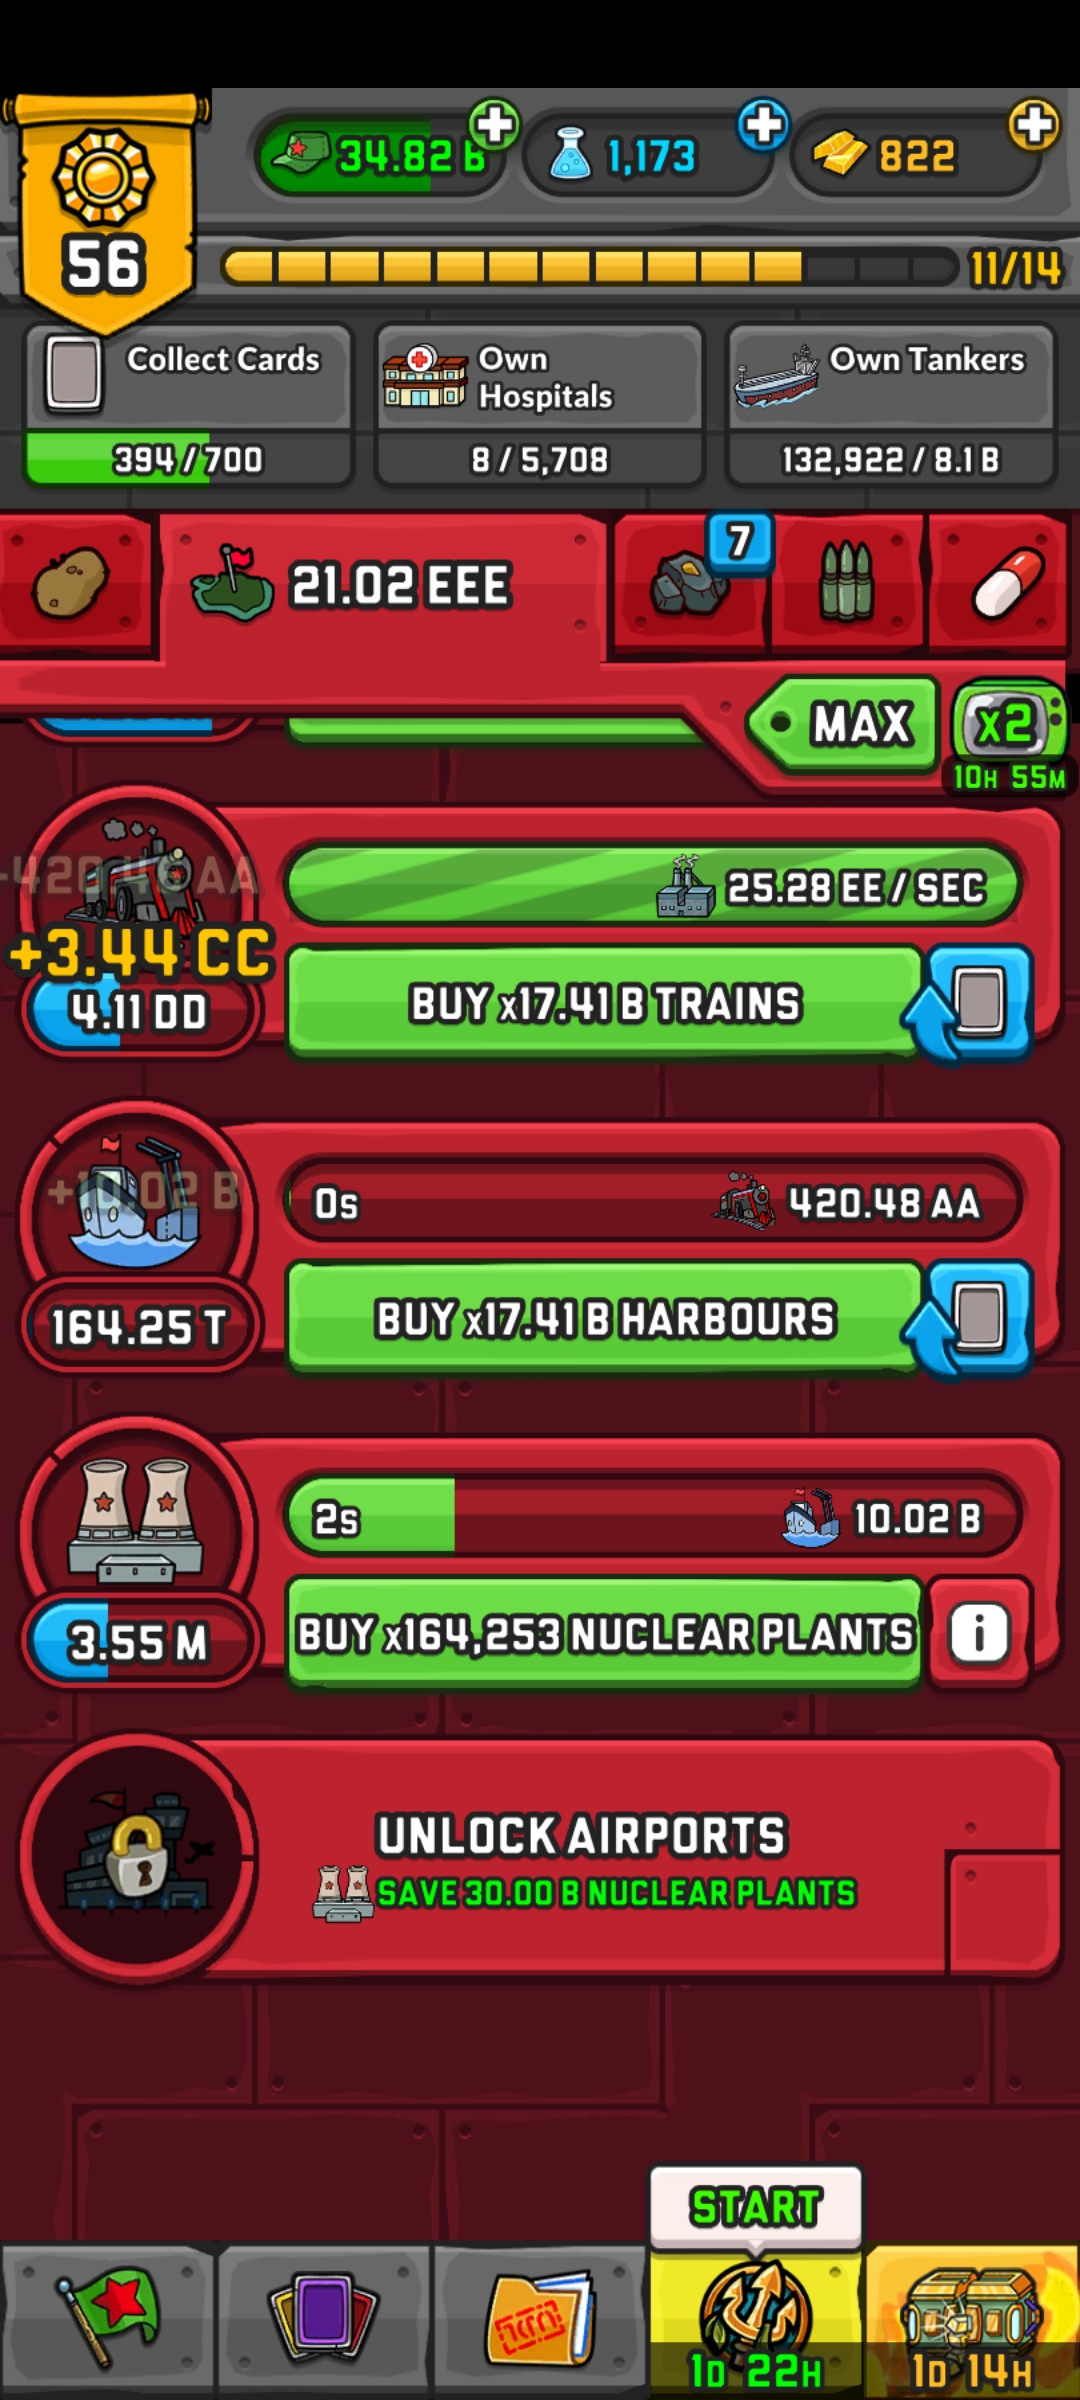 34.82 B
1,173
822
56
11/14
Collect Cards
394 / 700
Own
Hospitals
8 / 5,708
Own Tankers
132,922 / 8.1 B
21.02 EEE
7
MAX
x2
10H 55M
-420.48 AA
+3.44 CC
4.11 DD
25.28 EE / SEC
BUY x17.41 B TRAINS
+10.02 B
164.25 T
0s
420.48 AA
BUY x17.41 B HARBOURS
3.55 M
2s
10.02 B
BUY x164,253 NUCLEAR PLANTS
i
UNLOCK AIRPORTS
SAVE 30.00 B NUCLEAR PLANTS
START
1D 22H
1D 14H